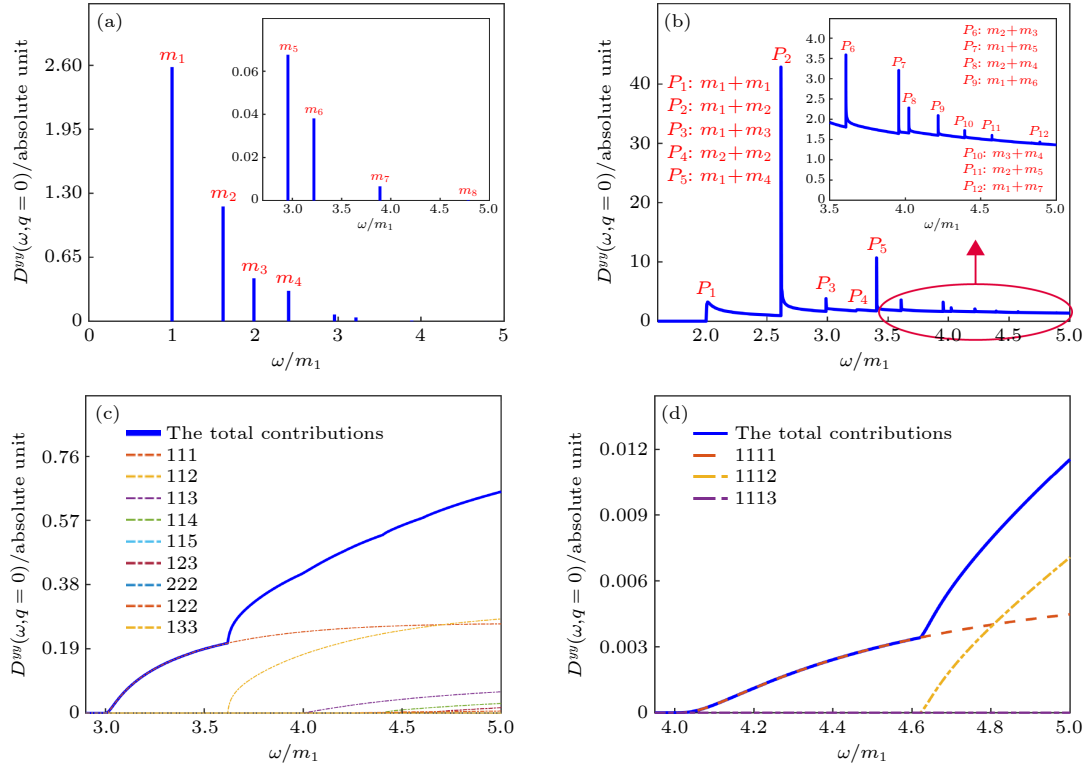 (a)
D^{yy}(ω,q = 0)/absolute unit
2.60
1.95
1.30
0.65
0
m₁
m₂
m₃
m₄
0 1 2 3 4 5
ω/m₁
0.06
0.04
0.02
0
m₅
m₆
m₇
m₈
3.0 3.5 4.0 4.5 5.0
ω/m₁
(b)
D^{yy}(ω,q = 0)/absolute unit
40
30
20
10
0
P₂
P₁: m₁+m₁
P₂: m₁+m₂
P₃: m₁+m₃
P₄: m₂+m₂
P₅: m₁+m₄
P₁
P₃
P₄
P₅
2.0 2.5 3.0 3.5 4.0 4.5 5.0
ω/m₁
4.0
3.5
3.0
2.5
2.0
1.5
1.0
0.5
0
P₆: m₂+m₃
P₇: m₁+m₅
P₈: m₂+m₄
P₉: m₁+m₆
P₆
P₇
P₈
P₉
P₁₀
P₁₁
P₁₂
P₁₀: m₃+m₄
P₁₁: m₂+m₅
P₁₂: m₁+m₇
3.5 4.0 4.5 5.0
ω/m₁
(c)
D^{yy}(ω,q = 0)/absolute unit
0.76
0.57
0.38
0.19
0
The total contributions
111
112
113
114
115
123
222
122
133
3.0 3.5 4.0 4.5 5.0
ω/m₁
(d)
D^{yy}(ω,q = 0)/absolute unit
0.012
0.009
0.006
0.003
0
The total contributions
1111
1112
1113
4.0 4.2 4.4 4.6 4.8 5.0
ω/m₁